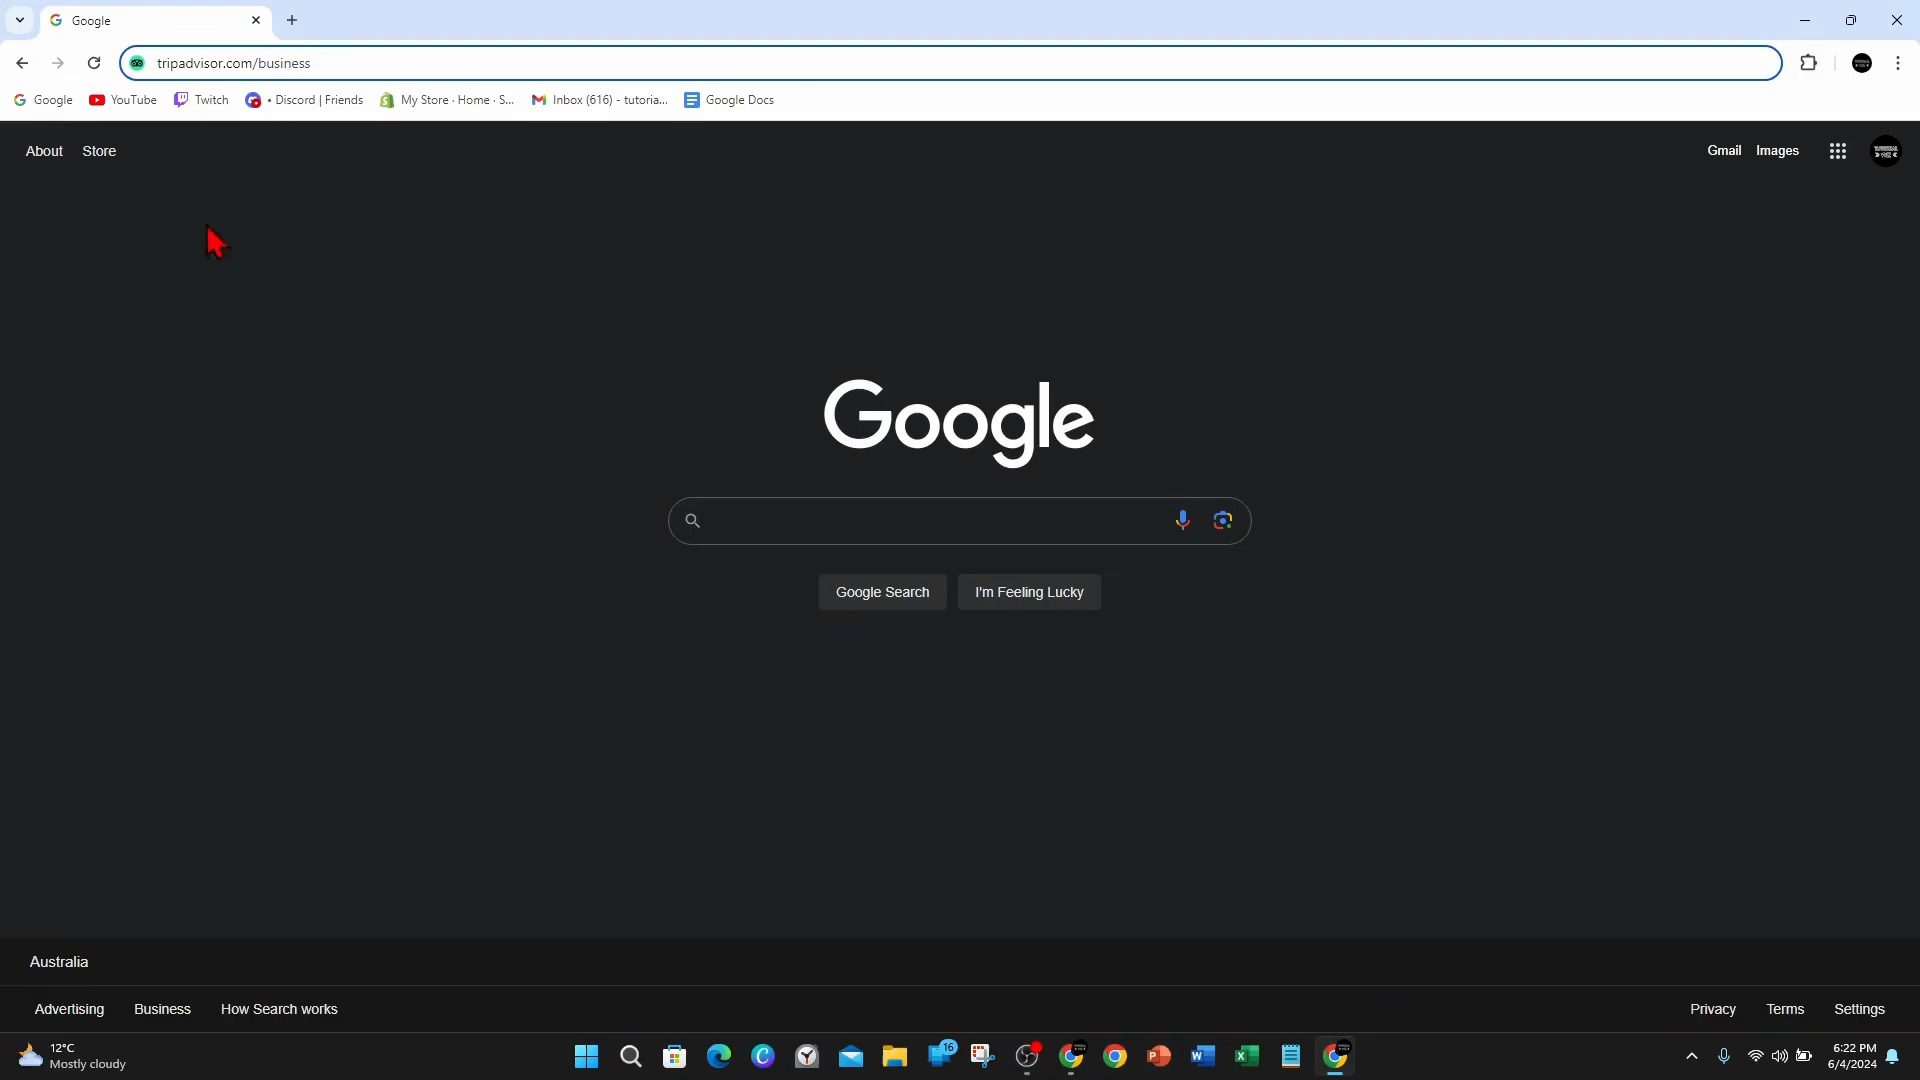 Google
tripadvisor.com/business
Google YouTube Twitch • Discord | Friends My Store · Home · S... Inbox (616) - tutoria... Google Docs
About Store Gmail Images
Google
Google Search I'm Feeling Lucky
Australia
Advertising Business How Search works Privacy Terms Settings
12°C
Mostly cloudy
16
6:22 PM
6/4/2024